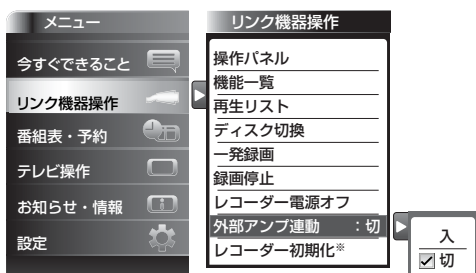 メニュー
今すぐできること
リンク機器操作
番組表・予約
テレビ操作
お知らせ・情報
設定
リンク機器操作
操作パネル
機能一覧
再生リスト
ディスク切換
一発録画
録画停止
レコーダー電源オフ
外部アンプ連動 :切
レコーダー初期化※
入
切